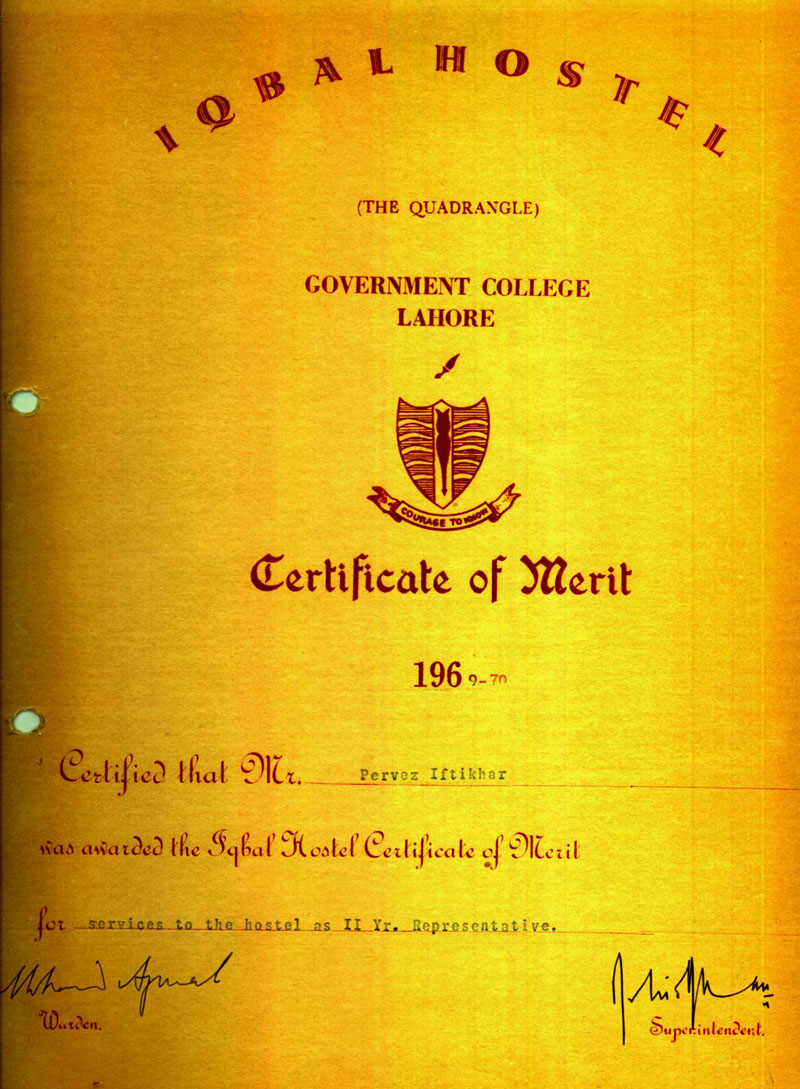 IQBAL HOSTEL
(THE QUADRANGLE)
GOVERNMENT COLLEGE
LAHORE
COURAGE TO KNOW
Certificate of Merit
1969-70
Certified that Mr. Pervez Iftikhar
was awarded the Iqbal Hostel Certificate of Merit
for services to the hostel as II Yr. Representative.
Warden.
Superintendent.